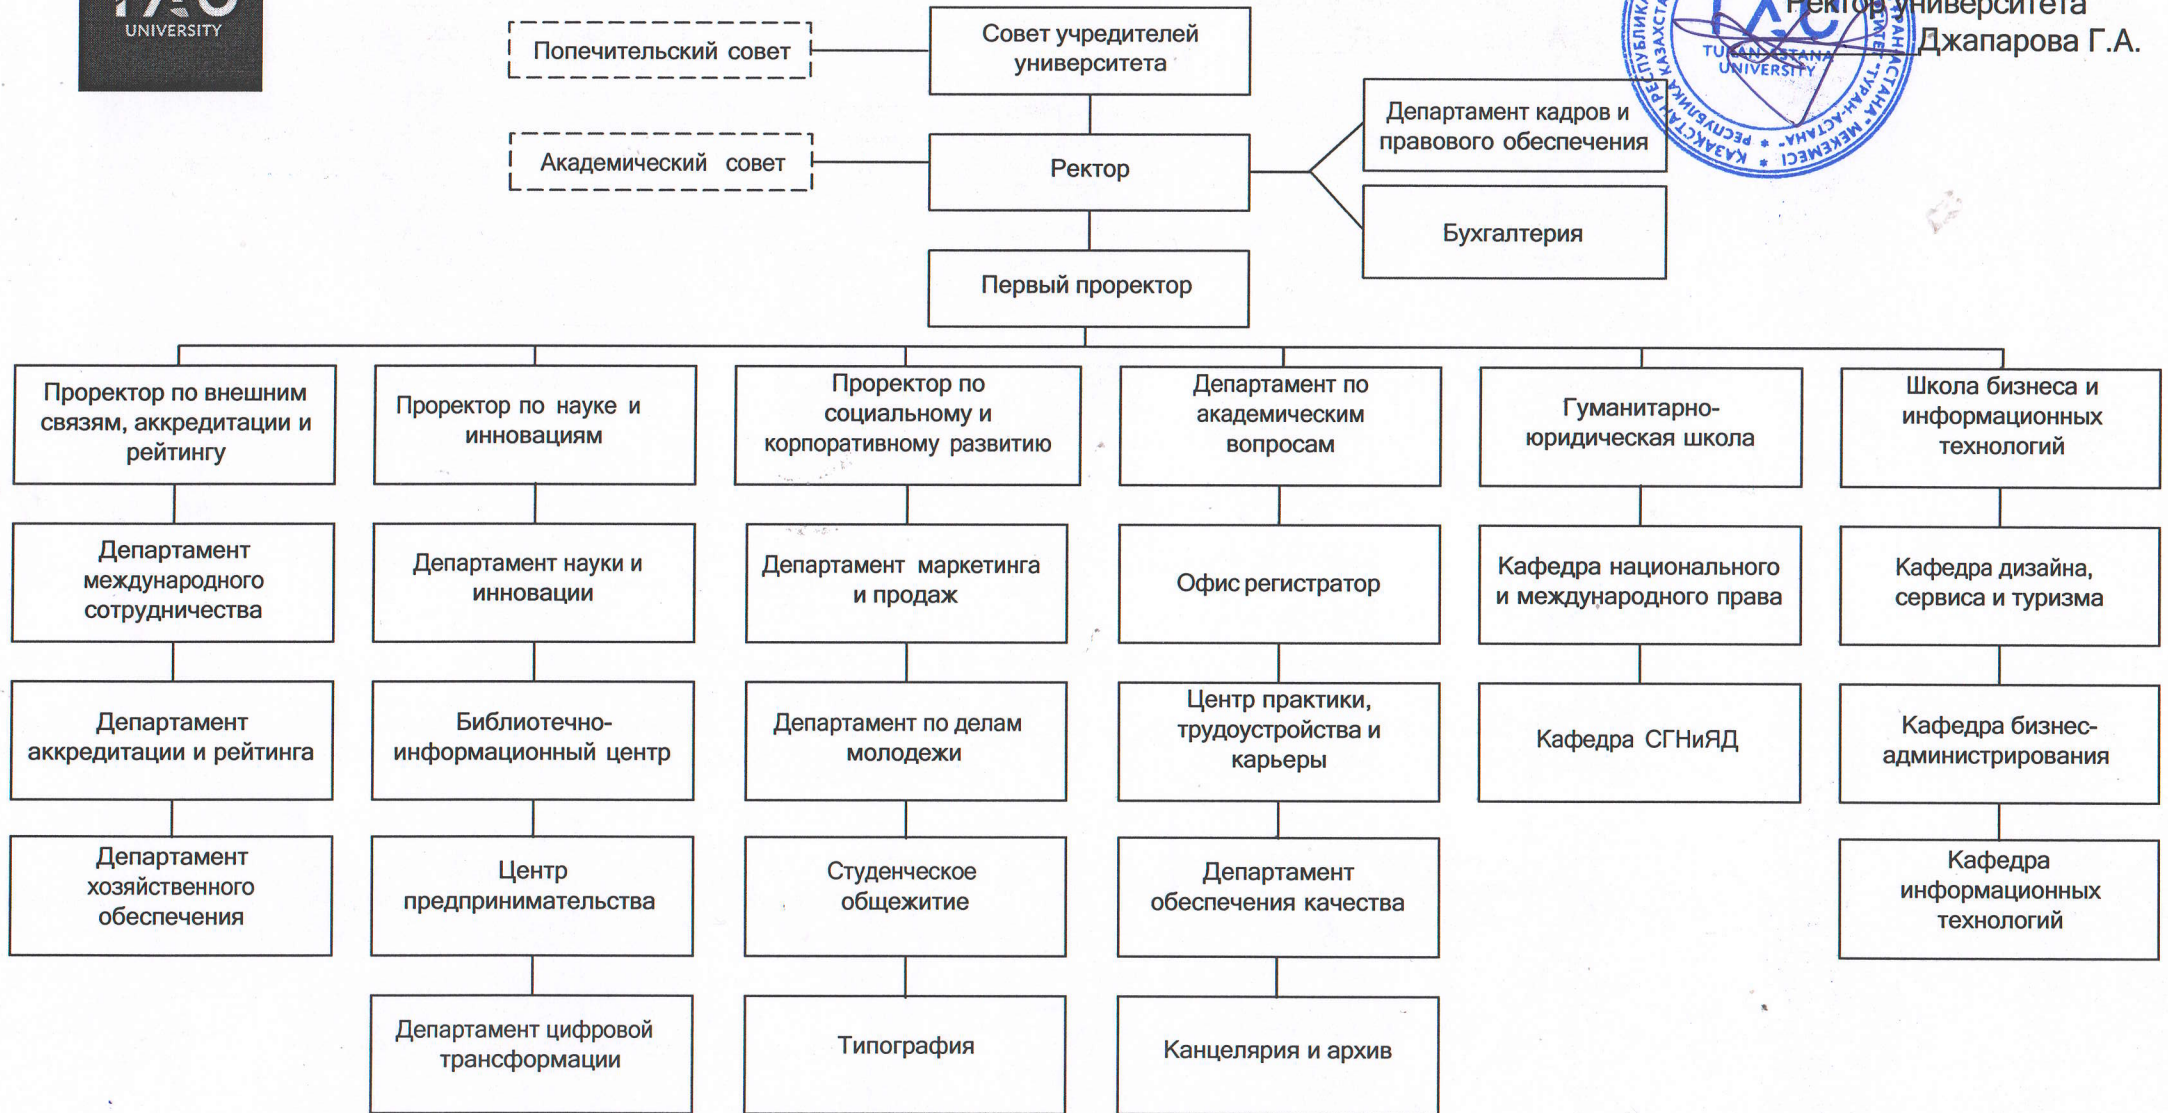 UNIVERSITY
Ректор университета
Джапарова Г.А.
TURAN-ASTANA
UNIVERSITY
Попечительский совет
Совет учредителей
университета
Академический совет
Ректор
Департамент кадров и
правового обеспечения
Бухгалтерия
Первый проректор
Проректор по внешним
связям, аккредитации и
рейтингу
Проректор по науке и
инновациям
Проректор по
социальному и
корпоративному развитию
Департамент по
академическим
вопросам
Гуманитарно-
юридическая школа
Школа бизнеса и
информационных
технологий
Департамент
международного
сотрудничества
Департамент науки и
инновации
Департамент маркетинга
и продаж
Офис регистратор
Кафедра национального
и международного права
Кафедра дизайна,
сервиса и туризма
Департамент
аккредитации и рейтинга
Библиотечно-
информационный центр
Департамент по делам
молодежи
Центр практики,
трудоустройства и
карьеры
Кафедра СГНиЯД
Кафедра бизнес-
администрирования
Департамент
хозяйственного
обеспечения
Центр
предпринимательства
Студенческое
общежитие
Департамент
обеспечения качества
Кафедра
информационных
технологий
Департамент цифровой
трансформации
Типография
Канцелярия и архив